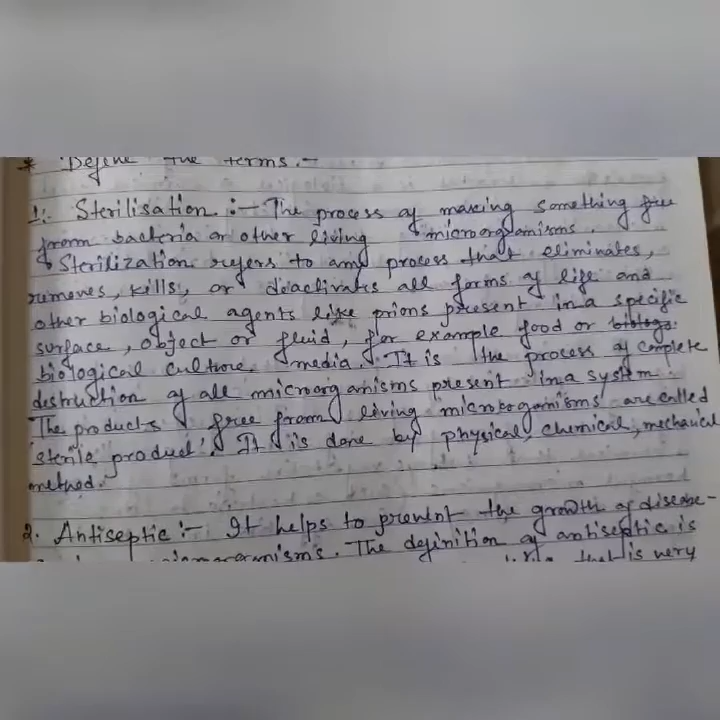 * Define the terms.-
1. Sterilisation :- The process of making something free
from bacteria or other living microorganisms.
Sterilization refers to any process that eliminates,
removes, kills, or deactivates all forms of life and
other biological agents like prions present in a specific
surface, object or fluid, for example food or biologo
biological culture media. It is the process of complete
destruction of all microorganisms present in a system.
The products free from living microoganisms are called
'sterile product'. It is done by physical, chemical, mechanical
method.
2. Antiseptic :- It helps to prevent the growth of disease-
microorganisms. The definition of antiseptic is
that is very